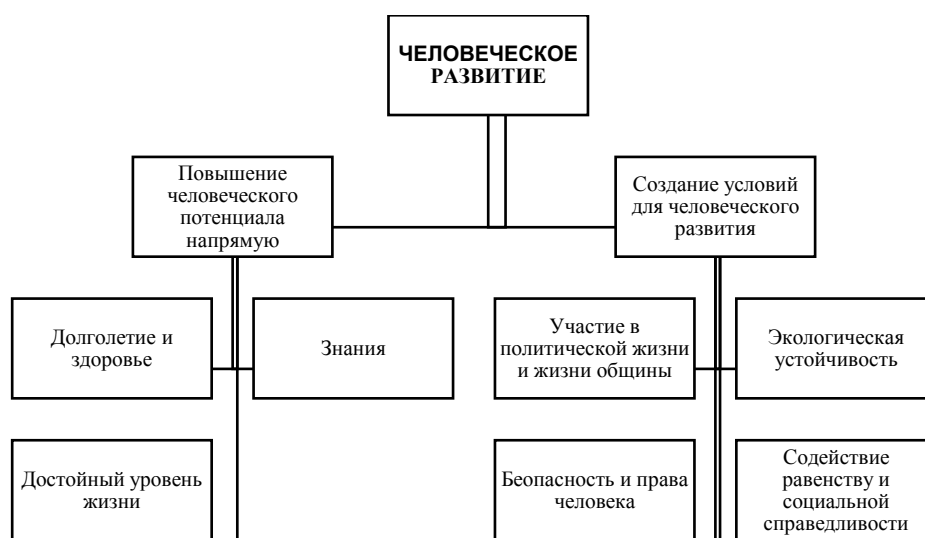 ЧЕЛОВЕЧЕСКОЕ
РАЗВИТИЕ
Повышение
человеческого
потенциала
напрямую
Создание условий
для человеческого
развития
Долголетие и
здоровье
Знания
Участие в
политической жизни
и жизни общины
Экологическая
устойчивость
Достойный уровень
жизни
Беопасность и права
человека
Содействие
равенству и
социальной
справедливости